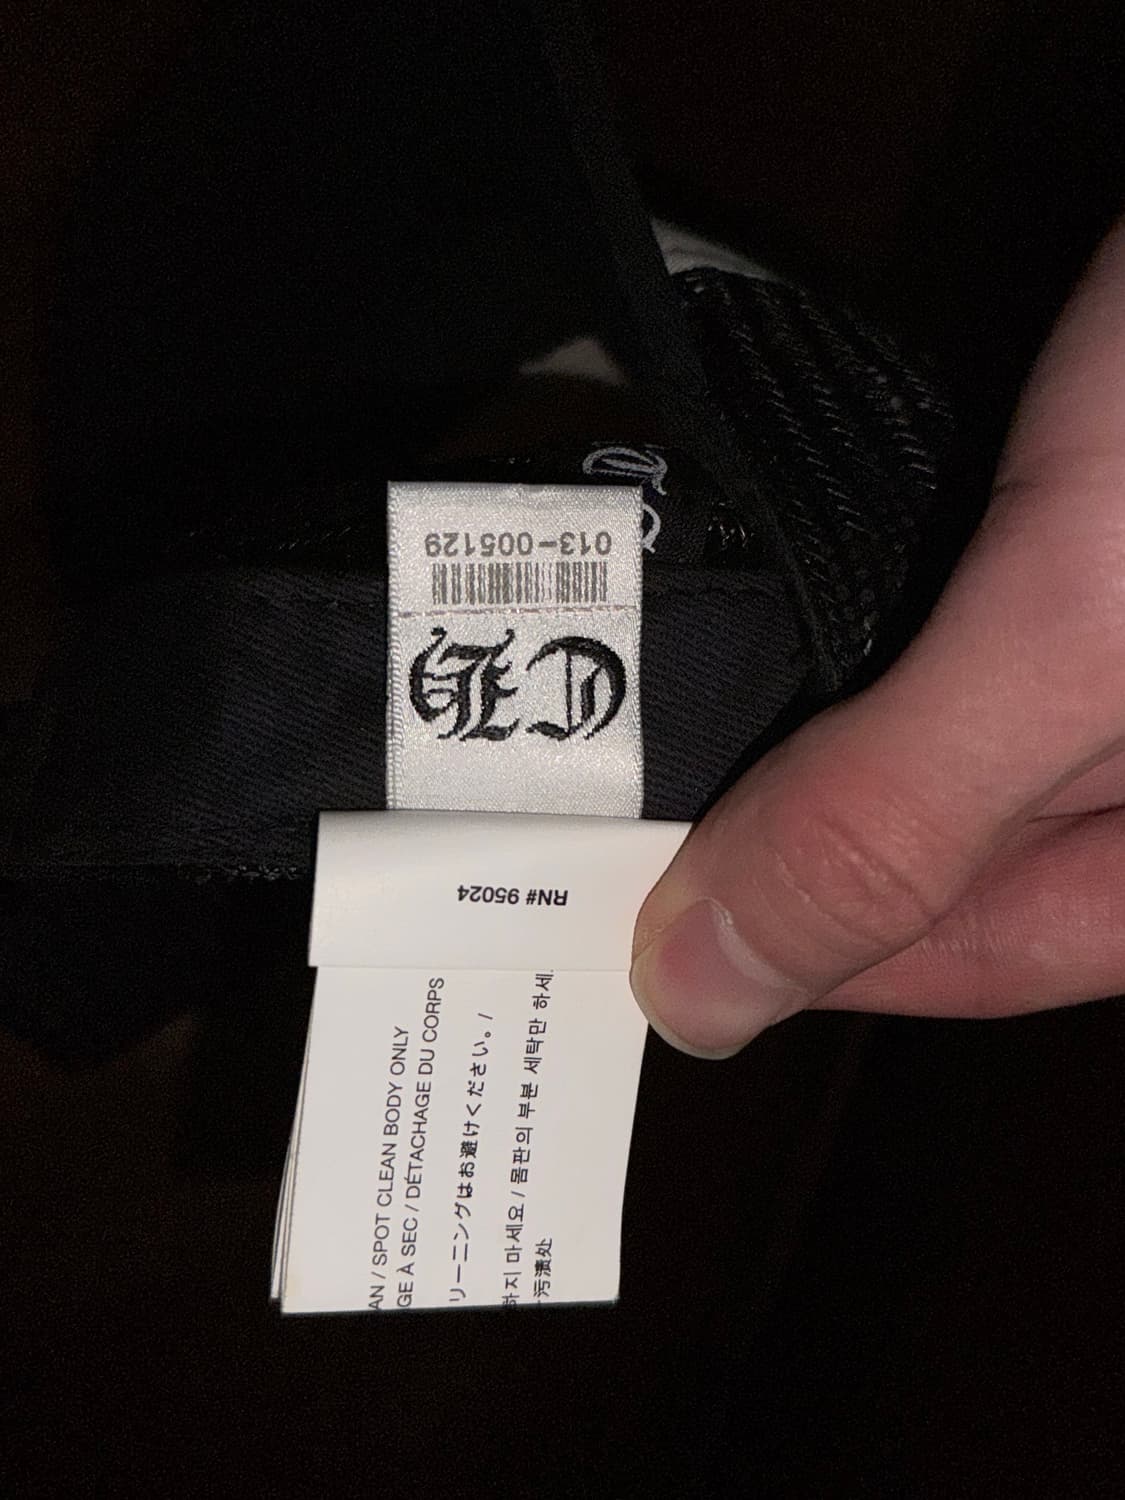 013-005129
CH
RN# 95024
AN / SPOT CLEAN BODY ONLY
GE À SEC / DÉTACHAGE DU CORPS
リーニングはお避けください。/
하지 마세요 / 몸판의 부분 세탁만 하세
污渍处